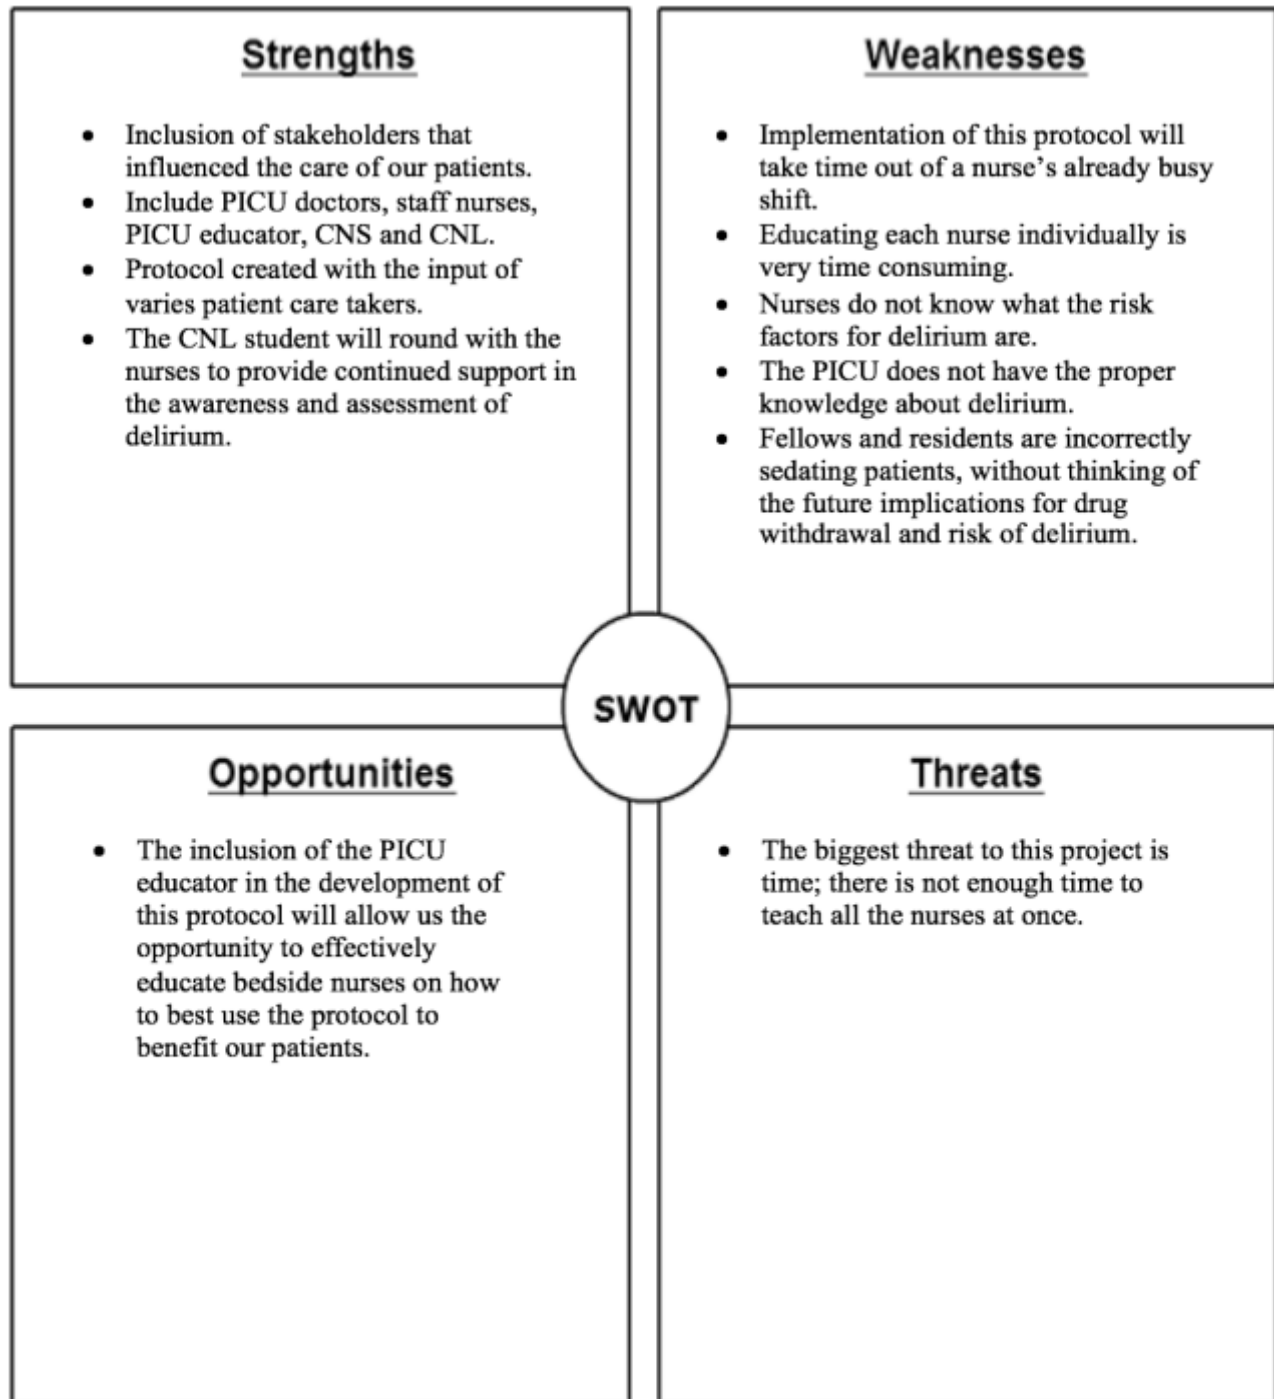 Strengths
• Inclusion of stakeholders that
influenced the care of our patients.
• Include PICU doctors, staff nurses,
PICU educator, CNS and CNL.
• Protocol created with the input of
varies patient care takers.
• The CNL student will round with the
nurses to provide continued support in
the awareness and assessment of
delirium.
Weaknesses
• Implementation of this protocol will
take time out of a nurse’s already busy
shift.
• Educating each nurse individually is
very time consuming.
• Nurses do not know what the risk
factors for delirium are.
• The PICU does not have the proper
knowledge about delirium.
• Fellows and residents are incorrectly
sedating patients, without thinking of
the future implications for drug
withdrawal and risk of delirium.
SWOT
Opportunities
• The inclusion of the PICU
educator in the development of
this protocol will allow us the
opportunity to effectively
educate bedside nurses on how
to best use the protocol to
benefit our patients.
Threats
• The biggest threat to this project is
time; there is not enough time to
teach all the nurses at once.